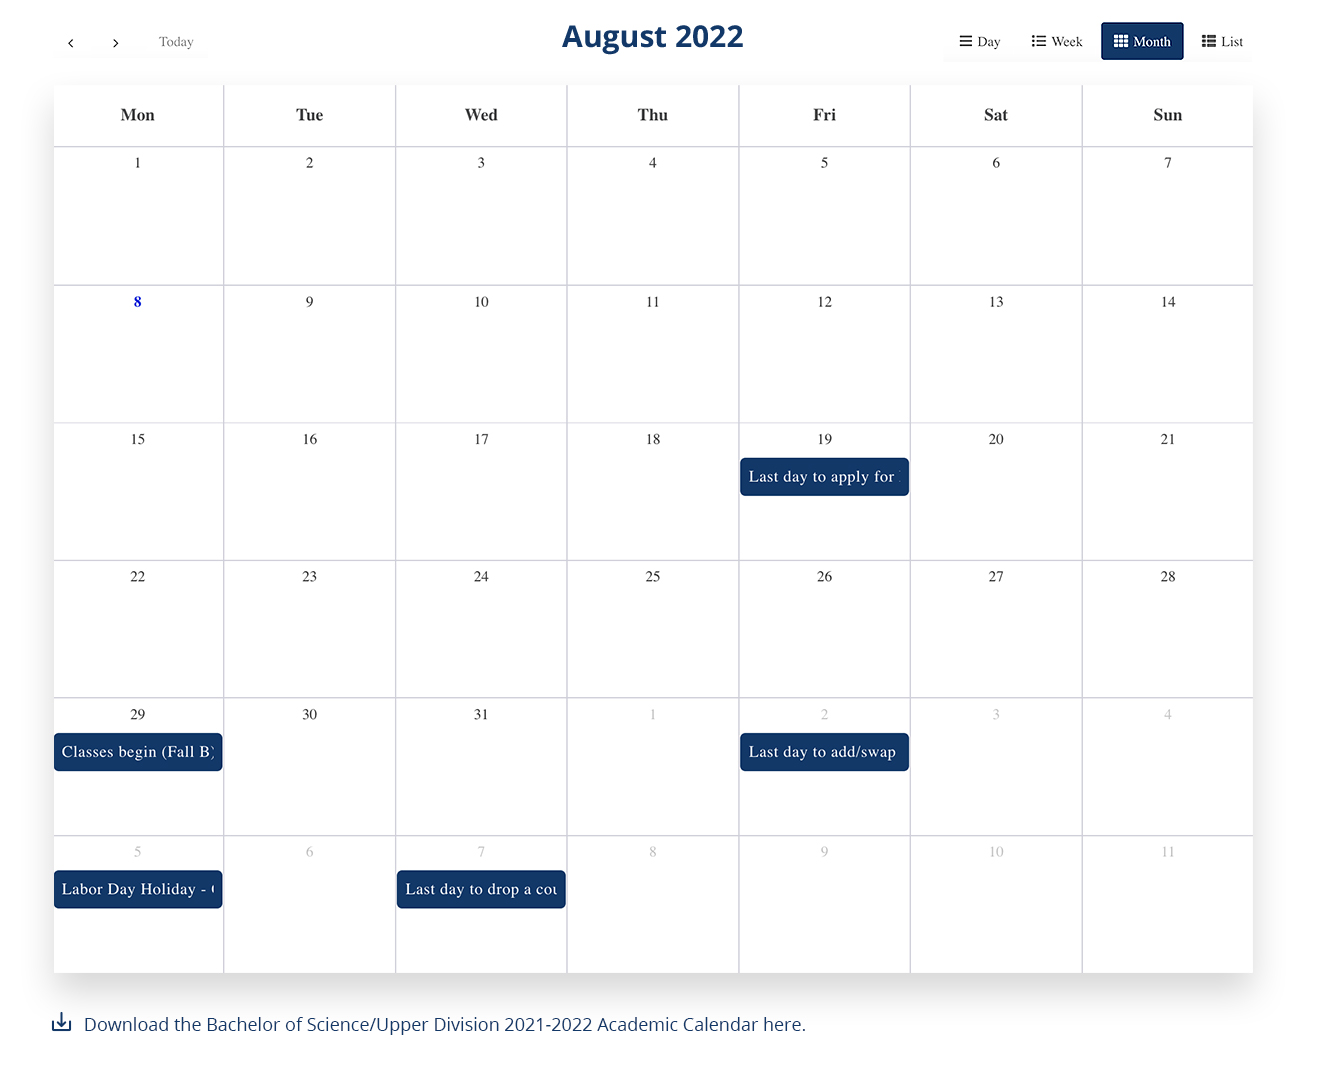 Today
August 2022
Day Week Month List
Mon Tue Wed Thu Fri Sat Sun
1 2 3 4 5 6 7
8 9 10 11 12 13 14
15 16 17 18 19 20 21
Last day to apply for
22 23 24 25 26 27 28
29 30 31 1 2 3 4
Classes begin (Fall B) Last day to add/swap
5 6 7 8 9 10 11
Labor Day Holiday - Last day to drop a
Download the Bachelor of Science/Upper Division 2021-2022 Academic Calendar here.